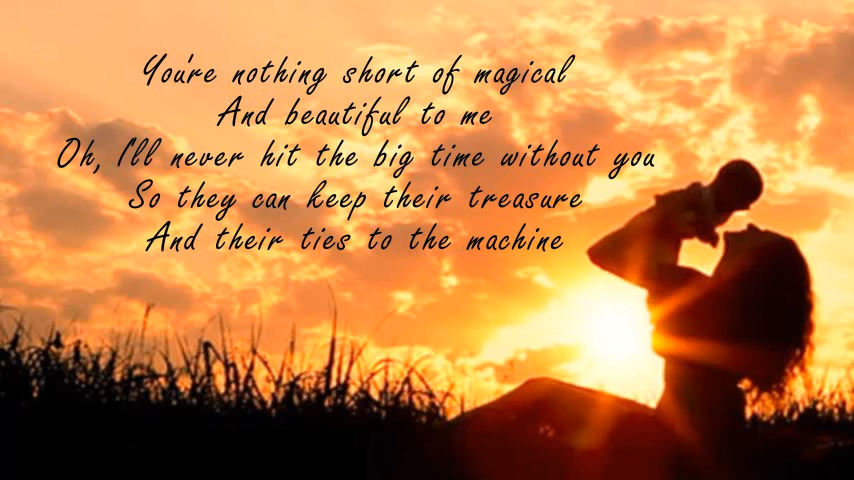 You're nothing short of magical
And beautiful to me
Oh, I'll never hit the big time without you
So they can keep their treasure
And their ties to the machine